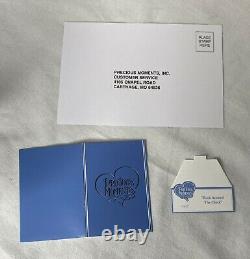 PLACE
STAMP
HERE
PRECIOUS MOMENTS, INC.
CUSTOMER SERVICE
4105 CHAPEL ROAD
CARTHAGE, MO 64836
PRECIOUS
MOMENTS
PRECIOUS
MOMENTS
"Rock Around
The Clock"